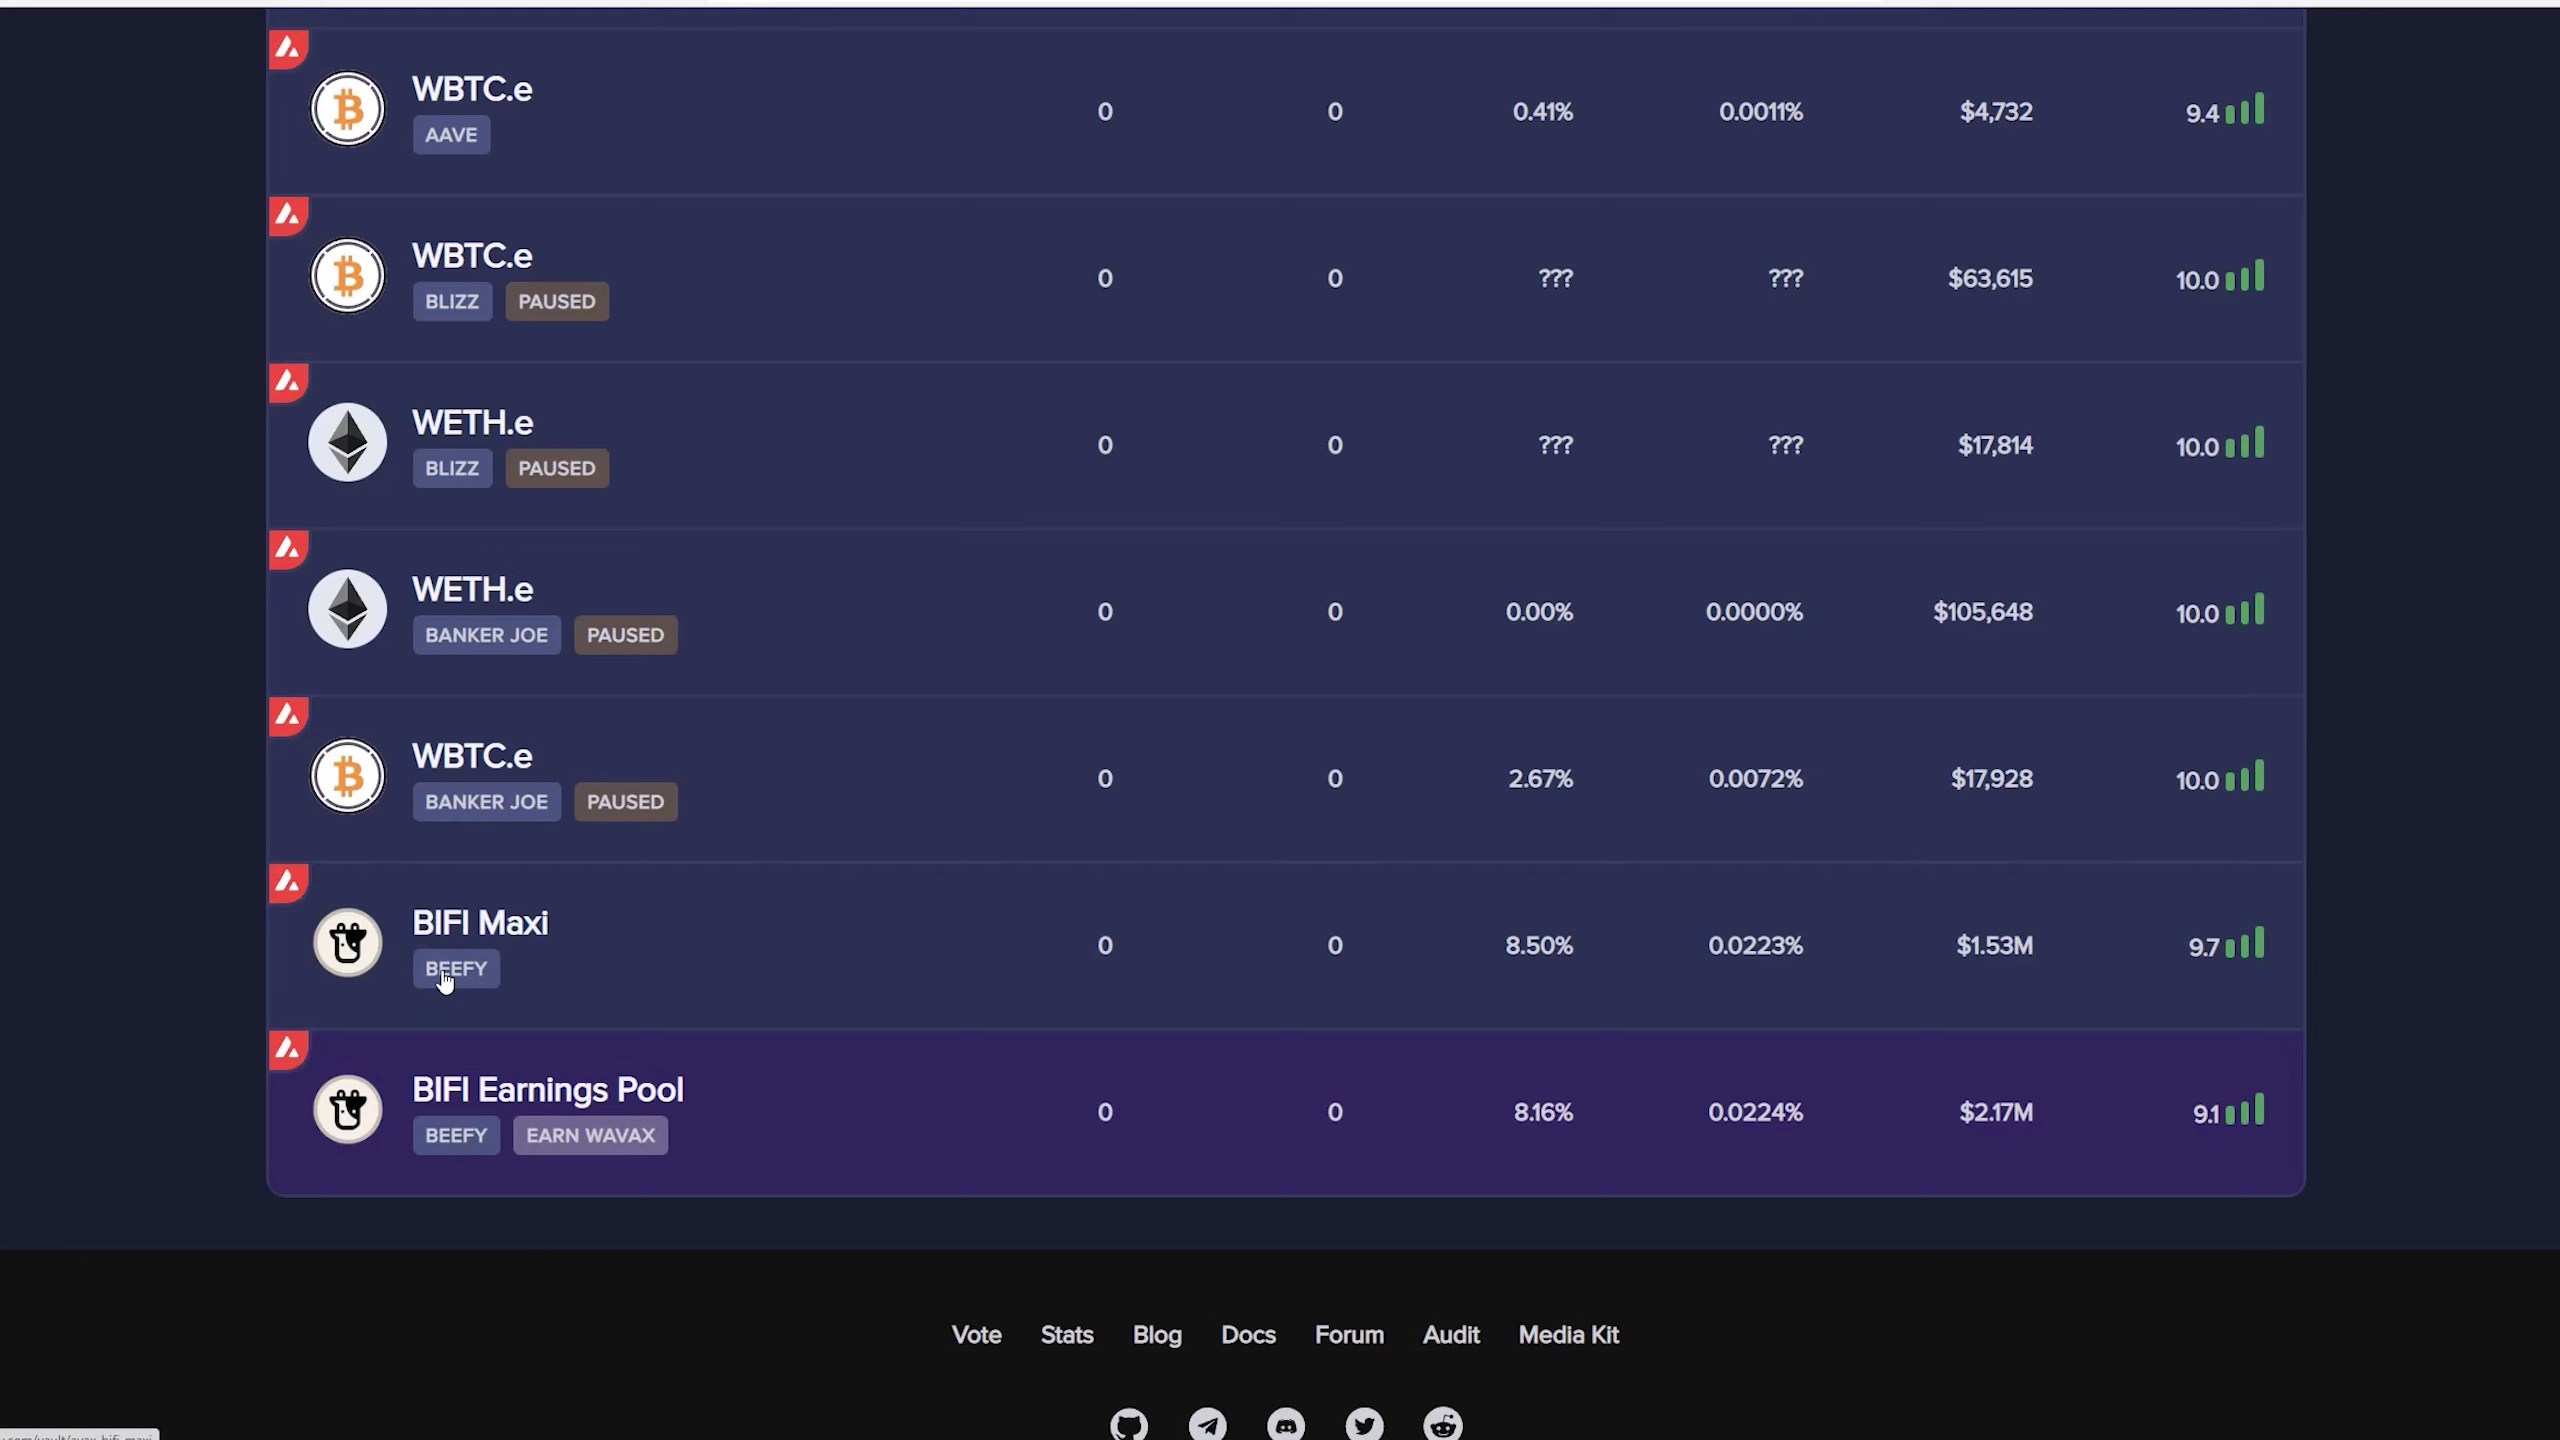 WBTC.e
AAVE
0 0 0.41% 0.0011% $4,732 9.4
WBTC.e
BLIZZ PAUSED
0 0 ??? ??? $63,615 10.0
WETH.e
BLIZZ PAUSED
0 0 ??? ??? $17,814 10.0
WETH.e
BANKER JOE PAUSED
0 0 0.00% 0.0000% $105,648 10.0
WBTC.e
BANKER JOE PAUSED
0 0 2.67% 0.0072% $17,928 10.0
BIFI Maxi
BEEFY
0 0 8.50% 0.0223% $1.53M 9.7
BIFI Earnings Pool
BEEFY EARN WAVAX
0 0 8.16% 0.0224% $2.17M 9.1
Vote Stats Blog Docs Forum Audit Media Kit